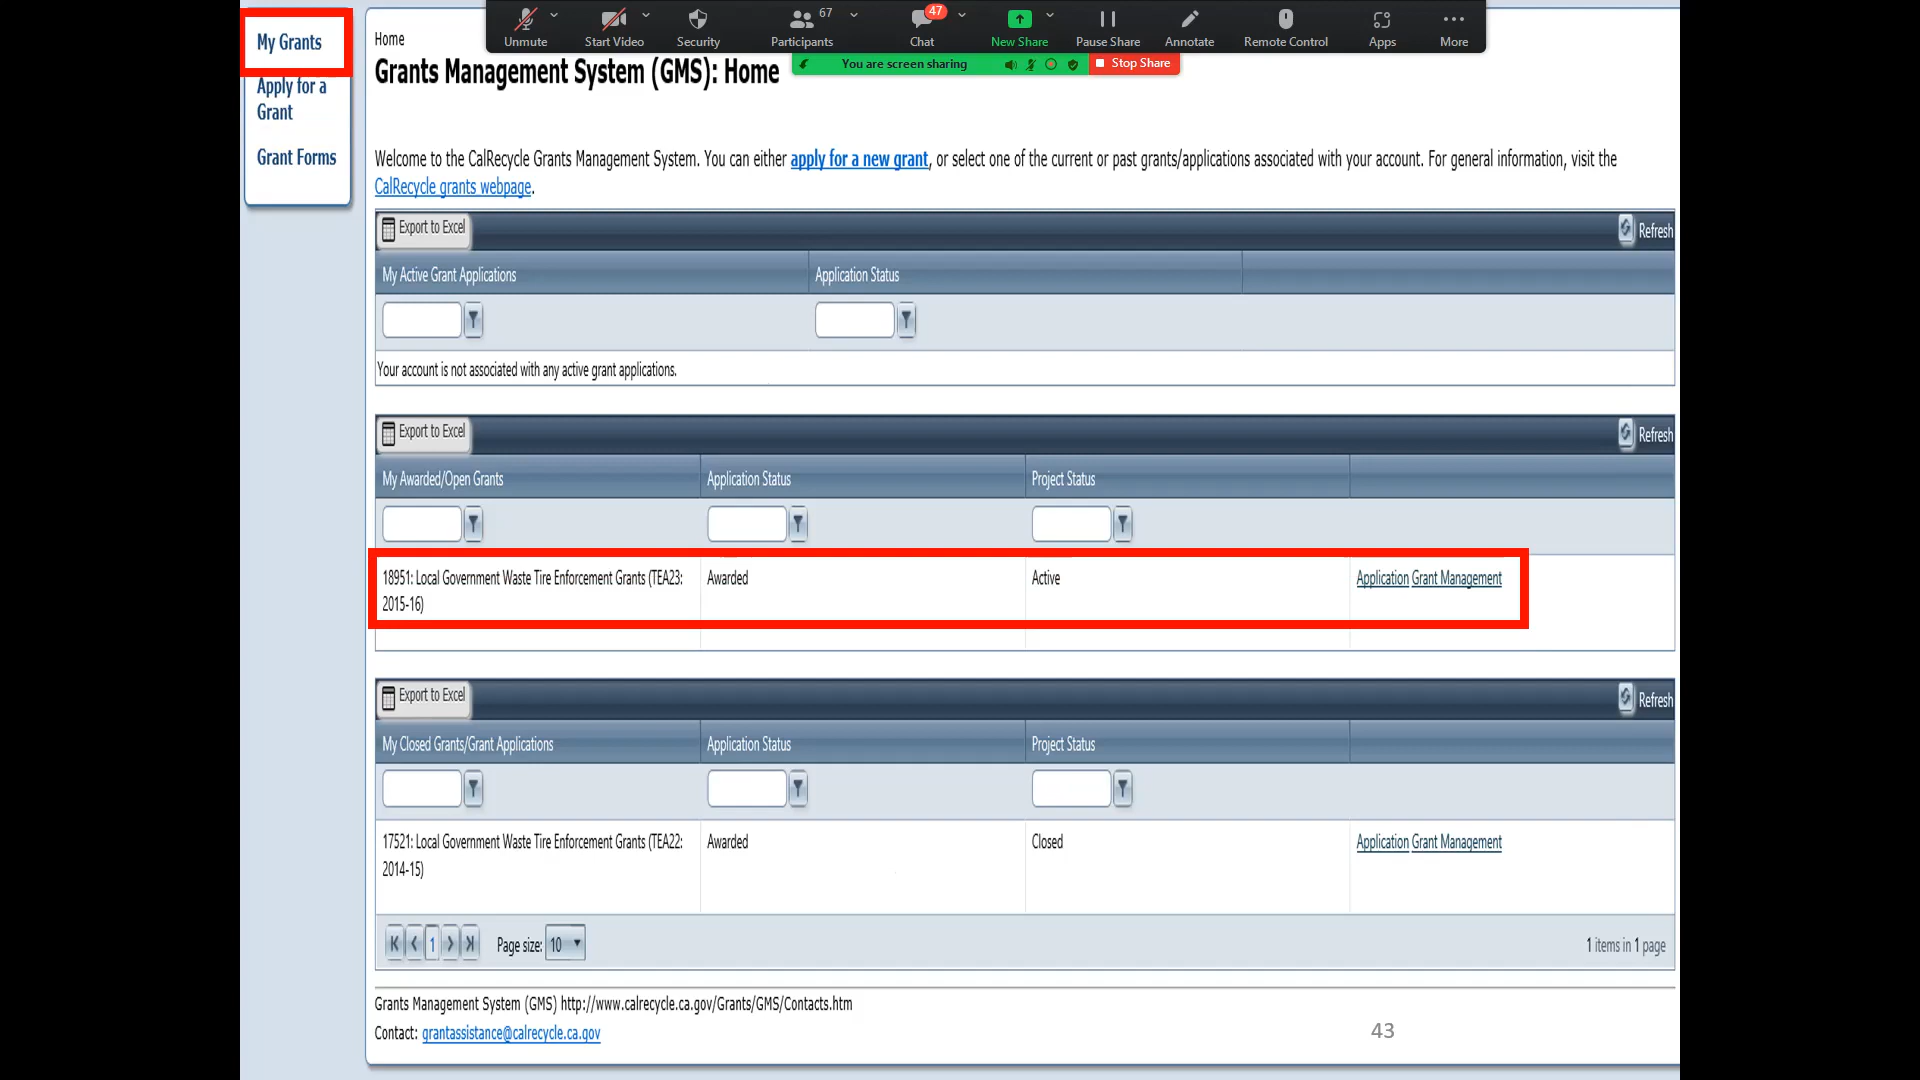 My Grants
Apply for a
Grant
Grant Forms
Unmute
Start Video
Security
67
Participants
47
Chat
New Share
Pause Share
Annotate
Remote Control
Apps
More
You are screen sharing
Stop Share
Home
Grants Management System (GMS): Home
Welcome to the CalRecycle Grants Management System. You can either apply for a new grant, or select one of the current or past grants/applications associated with your account. For general information, visit the
CalRecycle grants webpage.
Export to Excel
Refresh
My Active Grant Applications
Application Status
Your account is not associated with any active grant applications.
Export to Excel
Refresh
My Awarded/Open Grants
Application Status
Project Status
18951: Local Government Waste Tire Enforcement Grants (TEA23:
2015-16)
Awarded
Active
Application Grant Management
Export to Excel
Refresh
My Closed Grants/Grant Applications
Application Status
Project Status
17521: Local Government Waste Tire Enforcement Grants (TEA22:
2014-15)
Awarded
Closed
Application Grant Management
1
Page size: 10
1 items in 1 page
Grants Management System (GMS) http://www.calrecycle.ca.gov/Grants/GMS/Contacts.htm
Contact: grantassistance@calrecycle.ca.gov
43